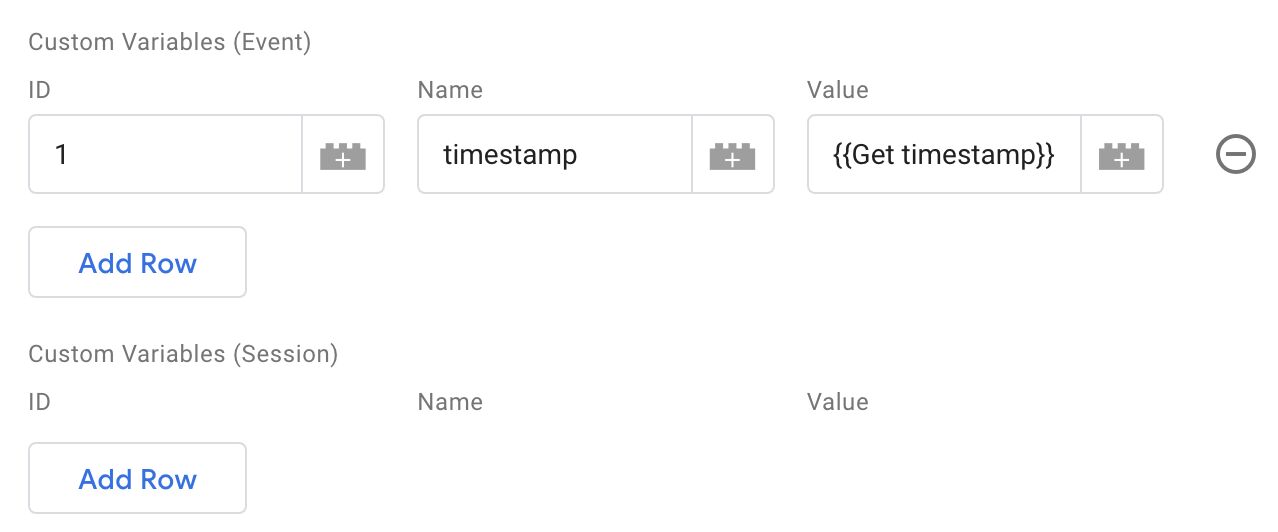 Custom Variables (Event)
ID Name Value
1 timestamp {{Get timestamp}}
Add Row
Custom Variables (Session)
ID Name Value
Add Row